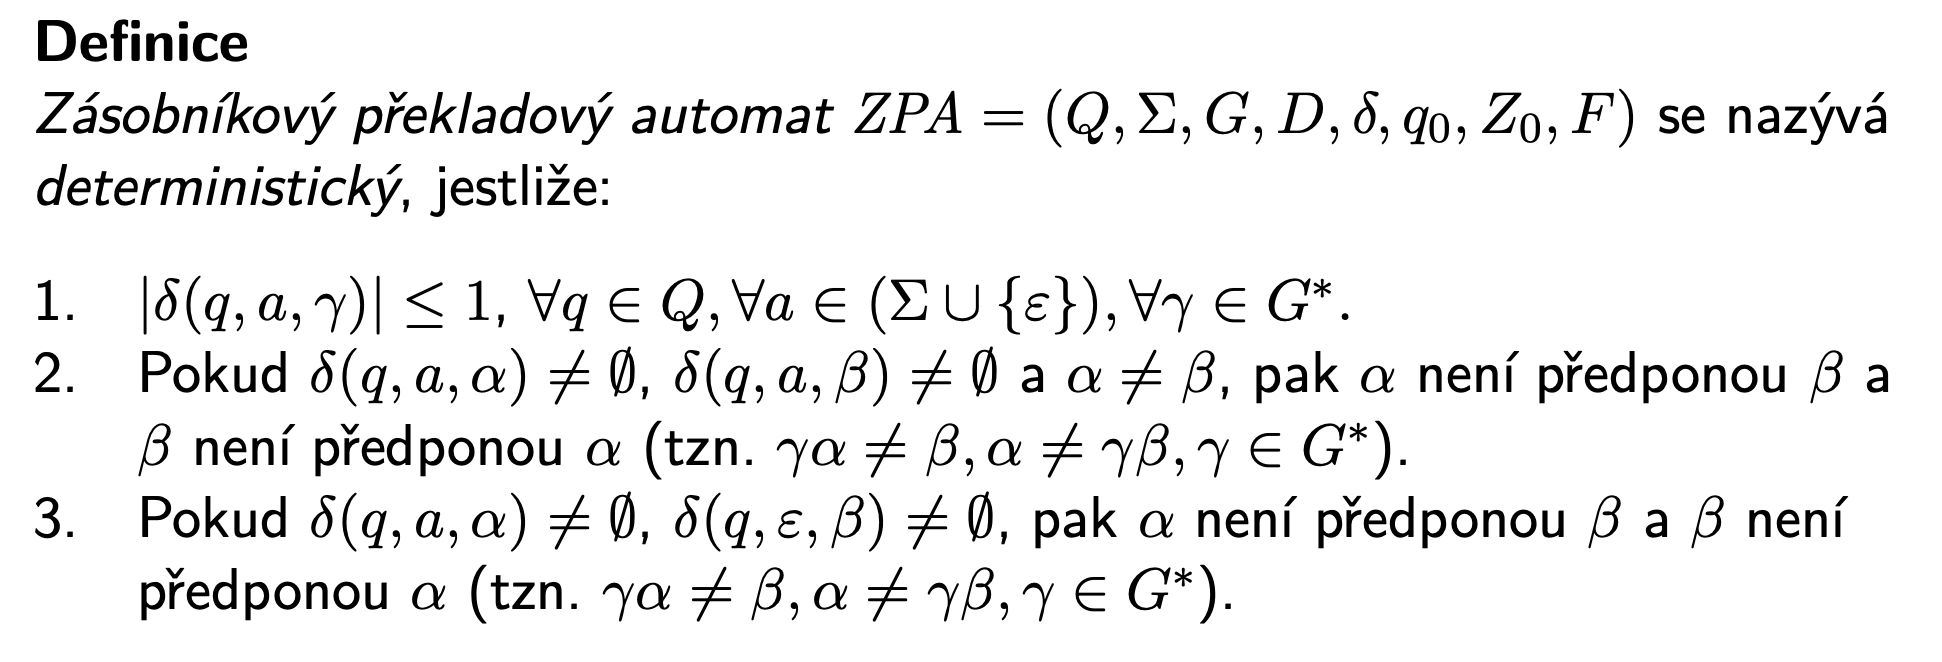 Definice
Zásobníkový překladový automat ZPA = (Q, Σ, G, D, δ, q₀, Z₀, F) se nazývá
deterministický, jestliže:
1. |δ(q, a, γ)| ≤ 1, ∀q ∈ Q, ∀a ∈ (Σ ∪ {ε}), ∀γ ∈ G*.
2. Pokud δ(q, a, α) ≠ ∅, δ(q, a, β) ≠ ∅ a α ≠ β, pak α není předponou β a
β není předponou α (tzn. γα ≠ β, α ≠ γβ, γ ∈ G*).
3. Pokud δ(q, a, α) ≠ ∅, δ(q, ε, β) ≠ ∅, pak α není předponou β a β není
předponou α (tzn. γα ≠ β, α ≠ γβ, γ ∈ G*).